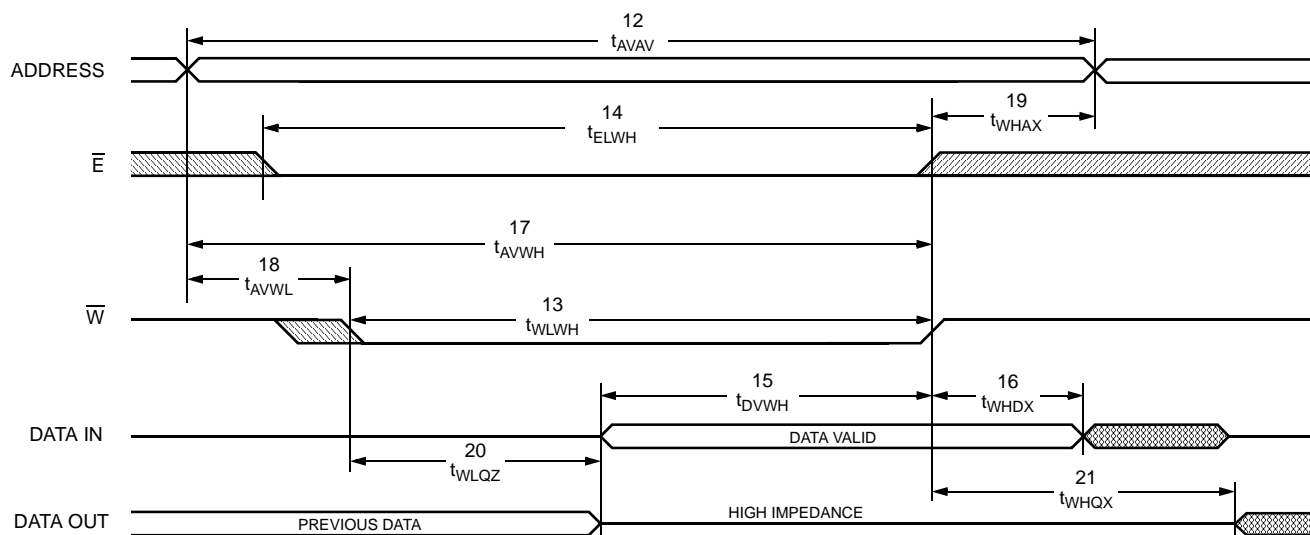 12
tAVAV
ADDRESS
19
tWHAX
14
tELWH
E̅
17
tAVWH
18
tAVWL
W̅
13
tWLWH
15
tDVWH
16
tWHDX
DATA IN
DATA VALID
20
tWLQZ
21
tWHQX
DATA OUT
PREVIOUS DATA
HIGH IMPEDANCE